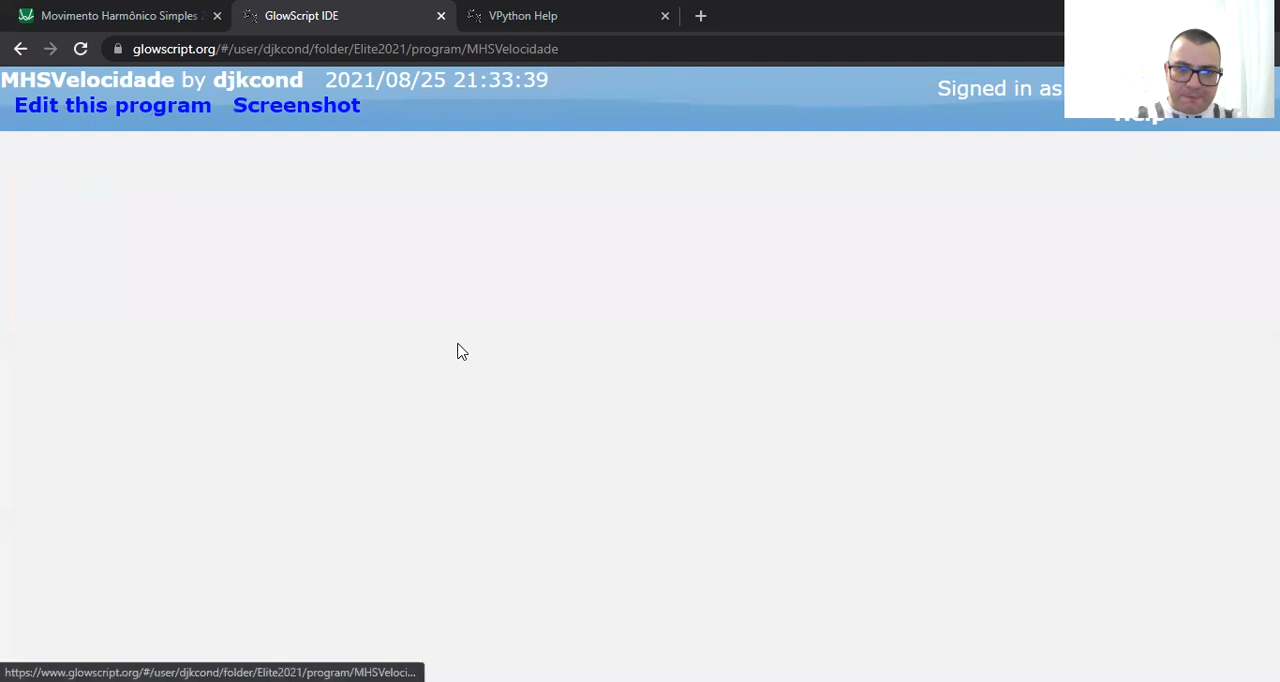 Movimento Harmônico Simples
GlowScript IDE
VPython Help
glowscript.org/#/user/djkcond/folder/Elite2021/program/MHSVelocidade
MHSVelocidade by djkcond 2021/08/25 21:33:39
Signed in as
Edit this program Screenshot
help
https://www.glowscript.org/#/user/djkcond/folder/Elite2021/program/MHSVeloci...